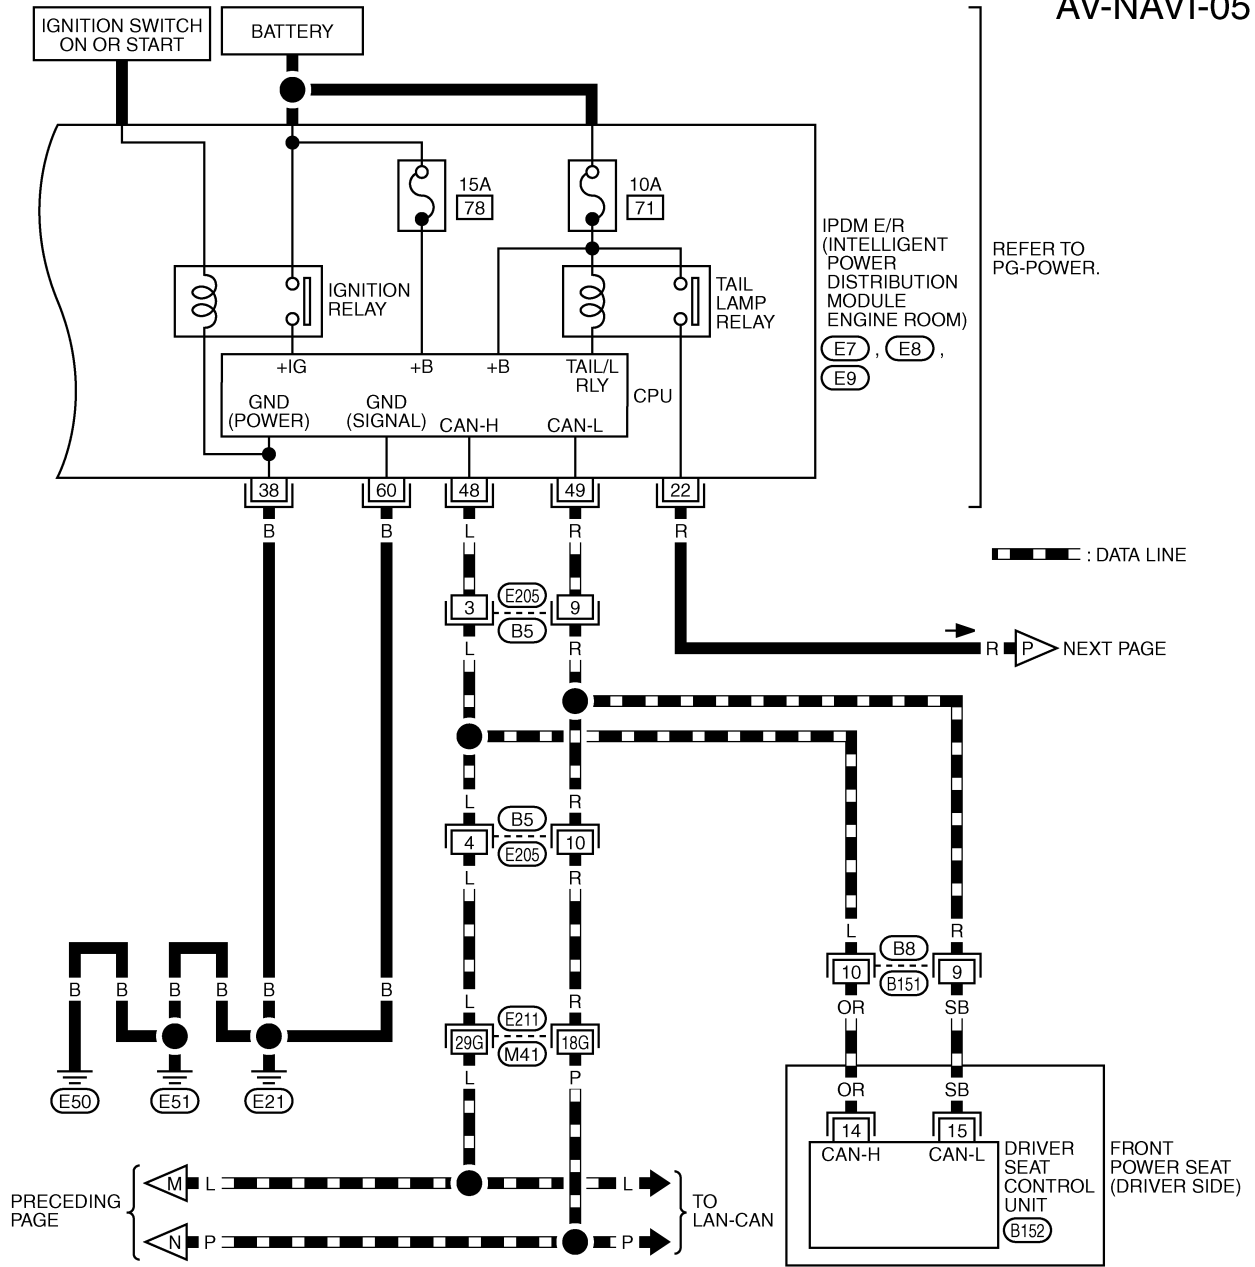 AV-NAVI-05
IGNITION SWITCH
ON OR START
BATTERY
15A
78
10A
71
IPDM E/R
(INTELLIGENT
POWER
DISTRIBUTION
MODULE
ENGINE ROOM)
E7 , E8 ,
E9
REFER TO
PG-POWER.
IGNITION
RELAY
TAIL
LAMP
RELAY
+IG +B +B TAIL/L
RLY
CPU
GND
(POWER)
GND
(SIGNAL)
CAN-H CAN-L
38 60 48 49 22
B B L R R
: DATA LINE
3 E205 9
B5
L R
R P NEXT PAGE
L R
B5
4 10
E205
L R
L R
B8
10 9
B151
OR SB
B B B B B B
L R
E211
29G 18G
M41
L P
E50 E51 E21
OR SB
14 15
CAN-H CAN-L
DRIVER
SEAT
CONTROL
UNIT
B152
FRONT
POWER SEAT
(DRIVER SIDE)
PRECEDING
PAGE
M L L
N P P
TO
LAN-CAN